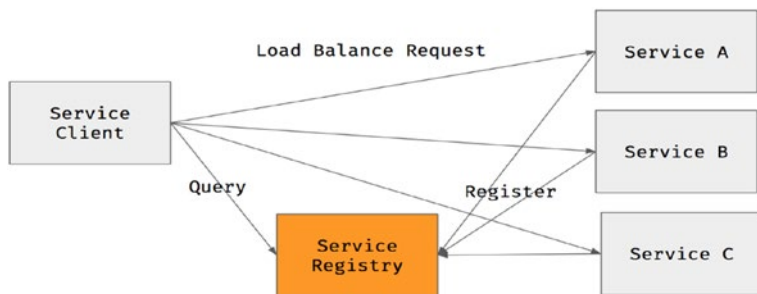 Load Balance Request
Service A
Service
Client
Service B
Query
Register
Service
Registry
Service C